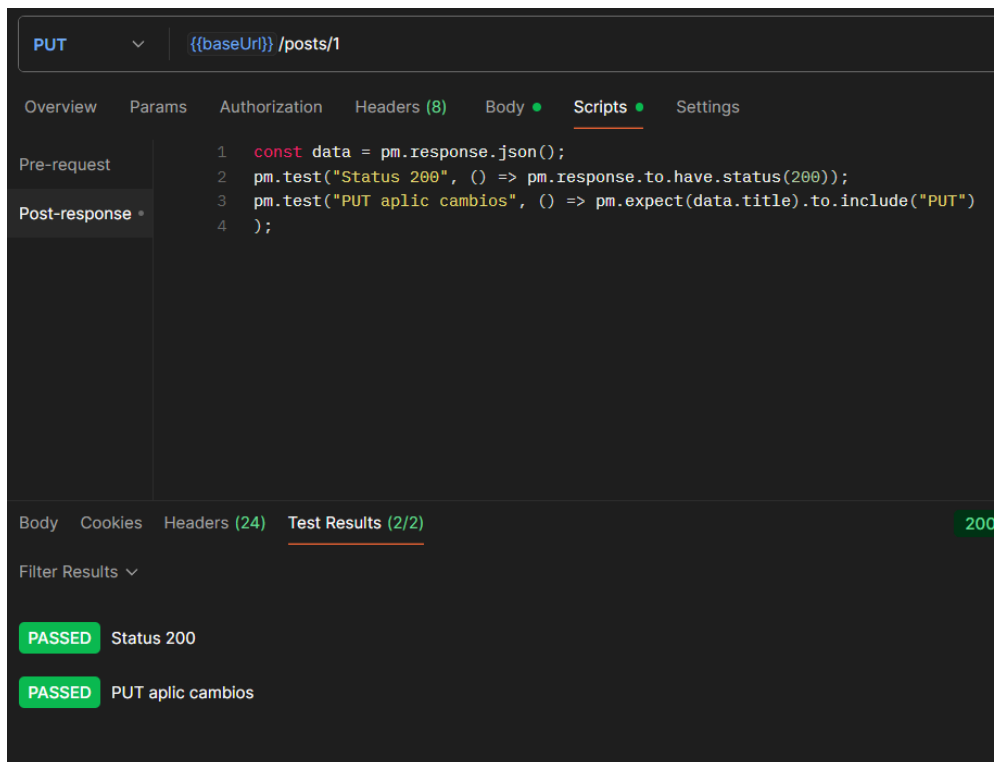 PUT {{baseUrl}} /posts/1
Overview Params Authorization Headers (8) Body Scripts Settings
Pre-request
Post-response
1 const data = pm.response.json();
2 pm.test("Status 200", () => pm.response.to.have.status(200));
3 pm.test("PUT aplic cambios", () => pm.expect(data.title).to.include("PUT")
4 );
Body Cookies Headers (24) Test Results (2/2) 200
Filter Results
PASSED Status 200
PASSED PUT aplic cambios